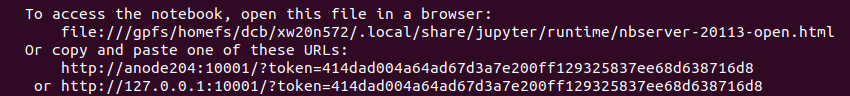 To access the notebook, open this file in a browser:
file:///gpfs/homefs/dcb/xw20n572/.local/share/jupyter/runtime/nbserver-20113-open.html
Or copy and paste one of these URLs:
http://anode204:10001/?token=414dad004a64ad67d3a7e200ff129325837ee68d638716d8
or http://127.0.0.1:10001/?token=414dad004a64ad67d3a7e200ff129325837ee68d638716d8